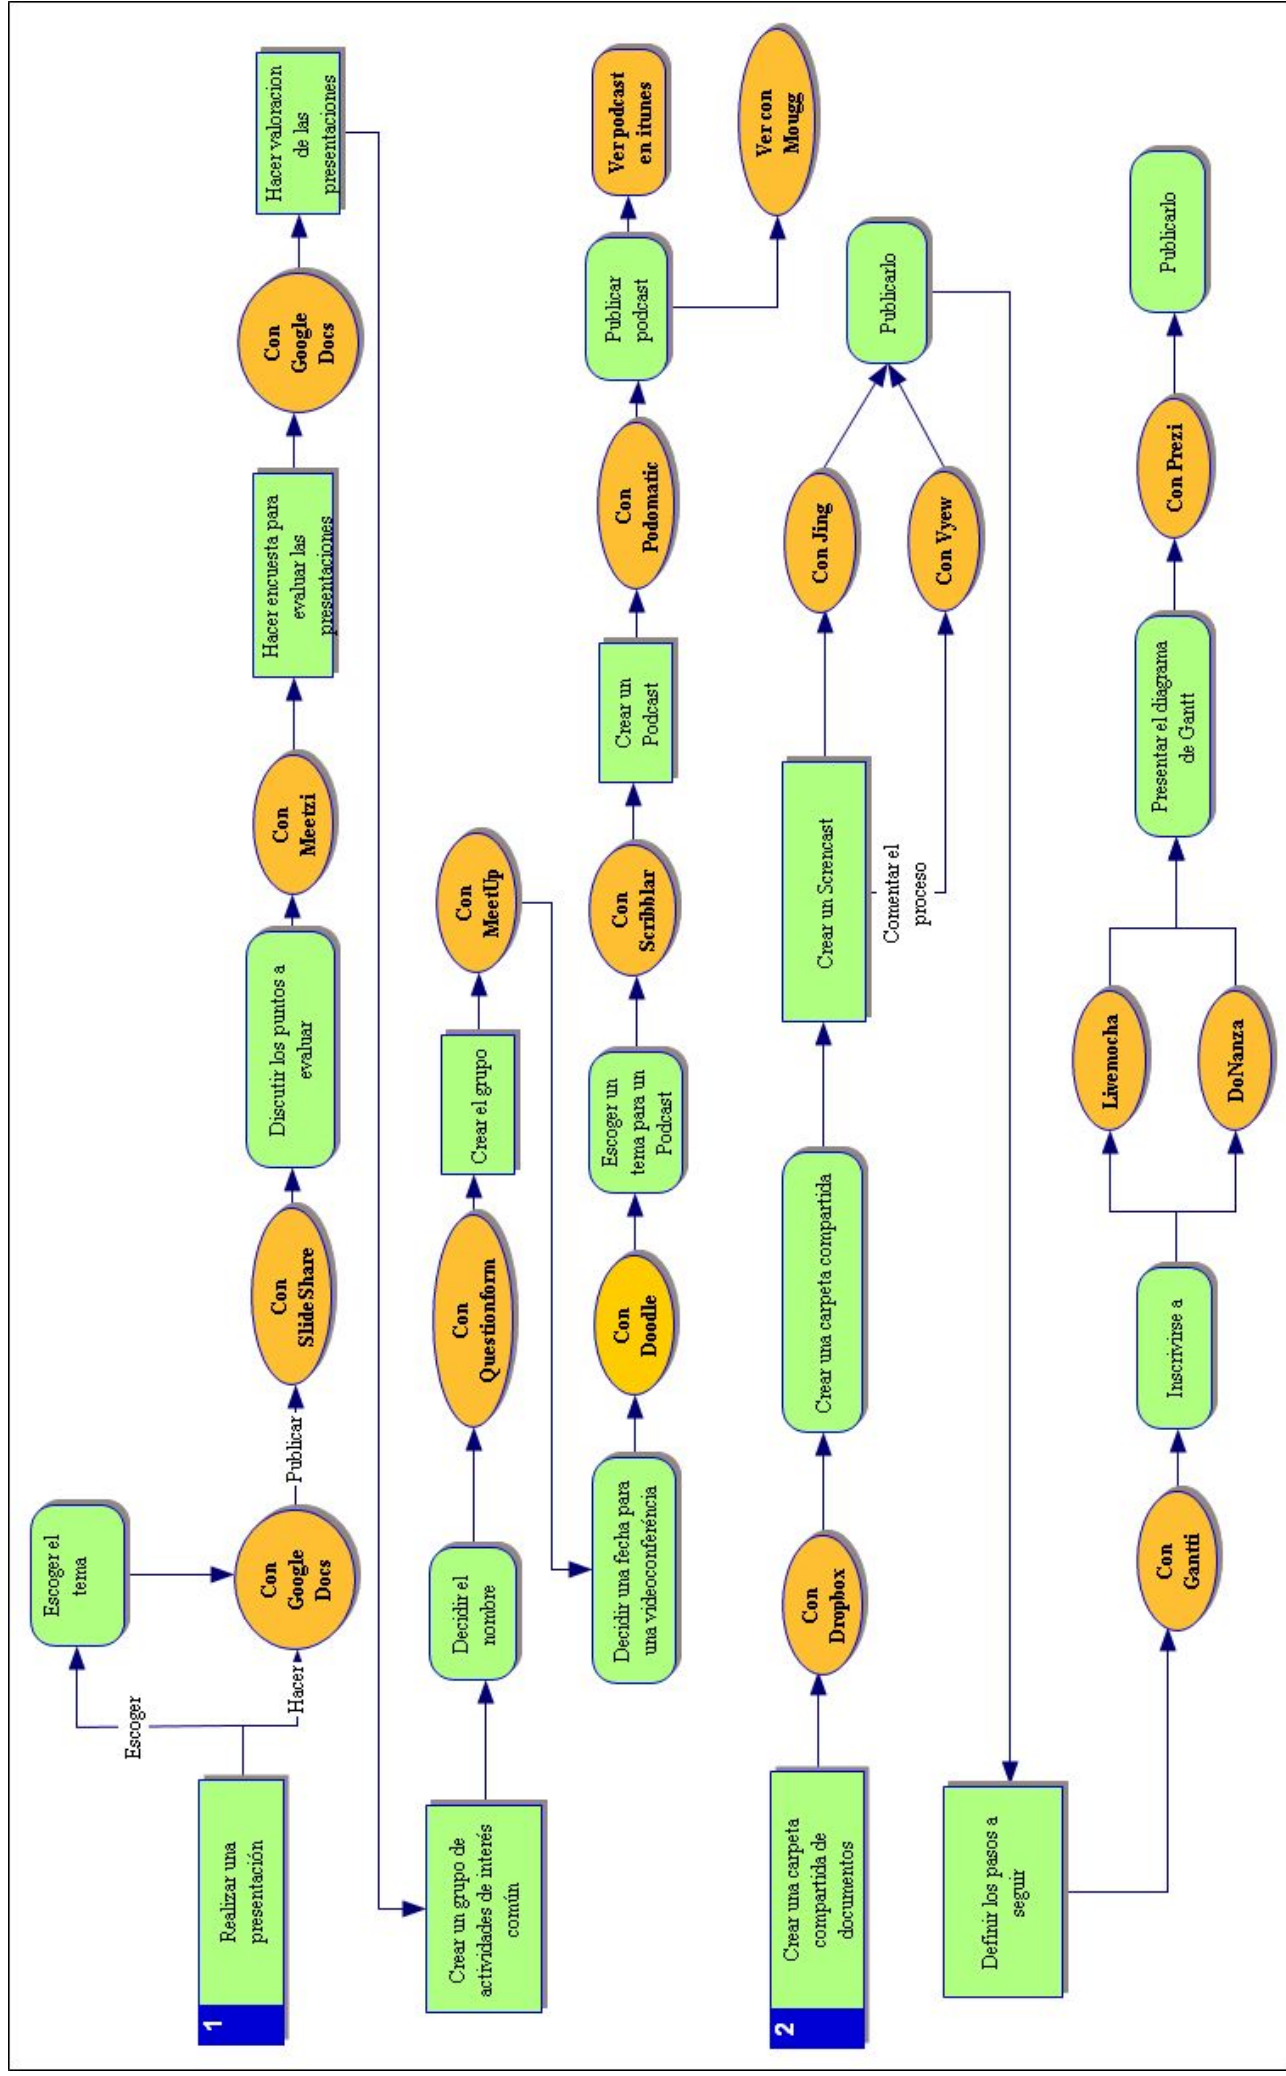 1
Realizar una
presentación
Escoger
Escoger el
tema
Hacer
Con
Google
Docs
Publicar
Con
SlideShare
Discutir los puntos a
evaluar
Con
Meetzi
Hacer encuesta para
evaluar las
presentaciones
Con
Google
Docs
Hacer valoracion
de las
presentaciones
Crear un grupo de
actividades de interés
común
Decidir el
nombre
Con
Questionform
Crear el grupo
Con
MeetUp
Decidir una fecha para
una videoconferéncia
Con
Doodle
Escoger un
tema para un
Podcast
Con
Scribblar
Crear un
Podcast
Con
Podomatic
Publicar
podcast
Ver podcast
en itunes
Ver con
Mougg
2
Crear una carpeta
compartida de
documentos
Con
Dropbox
Crear una carpeta compartida
Crear un Screncast
Comentar el
proceso
Con Jing
Con Vyew
Publicarlo
Definir los pasos a
seguir
Con
Gantti
Inscrivirse a
Livemocha
DoNanza
Presentar el diagrama
de Gantt
Con Prezi
Publicarlo